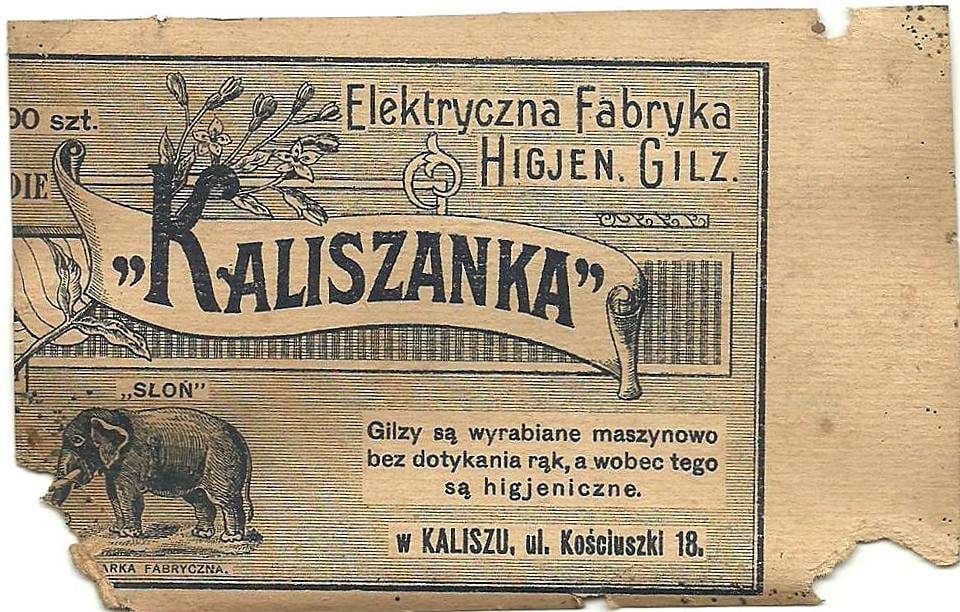 00 szt.
Elektryczna Fabryka
HIGJEN. GILZ.
DIE
„KALISZANKA”
„SŁOŃ”
Gilzy są wyrabiane maszynowo
bez dotykania rąk, a wobec tego
są higjeniczne.
w KALISZU, ul. Kościuszki 18.
ARKA FABRYCZNA.